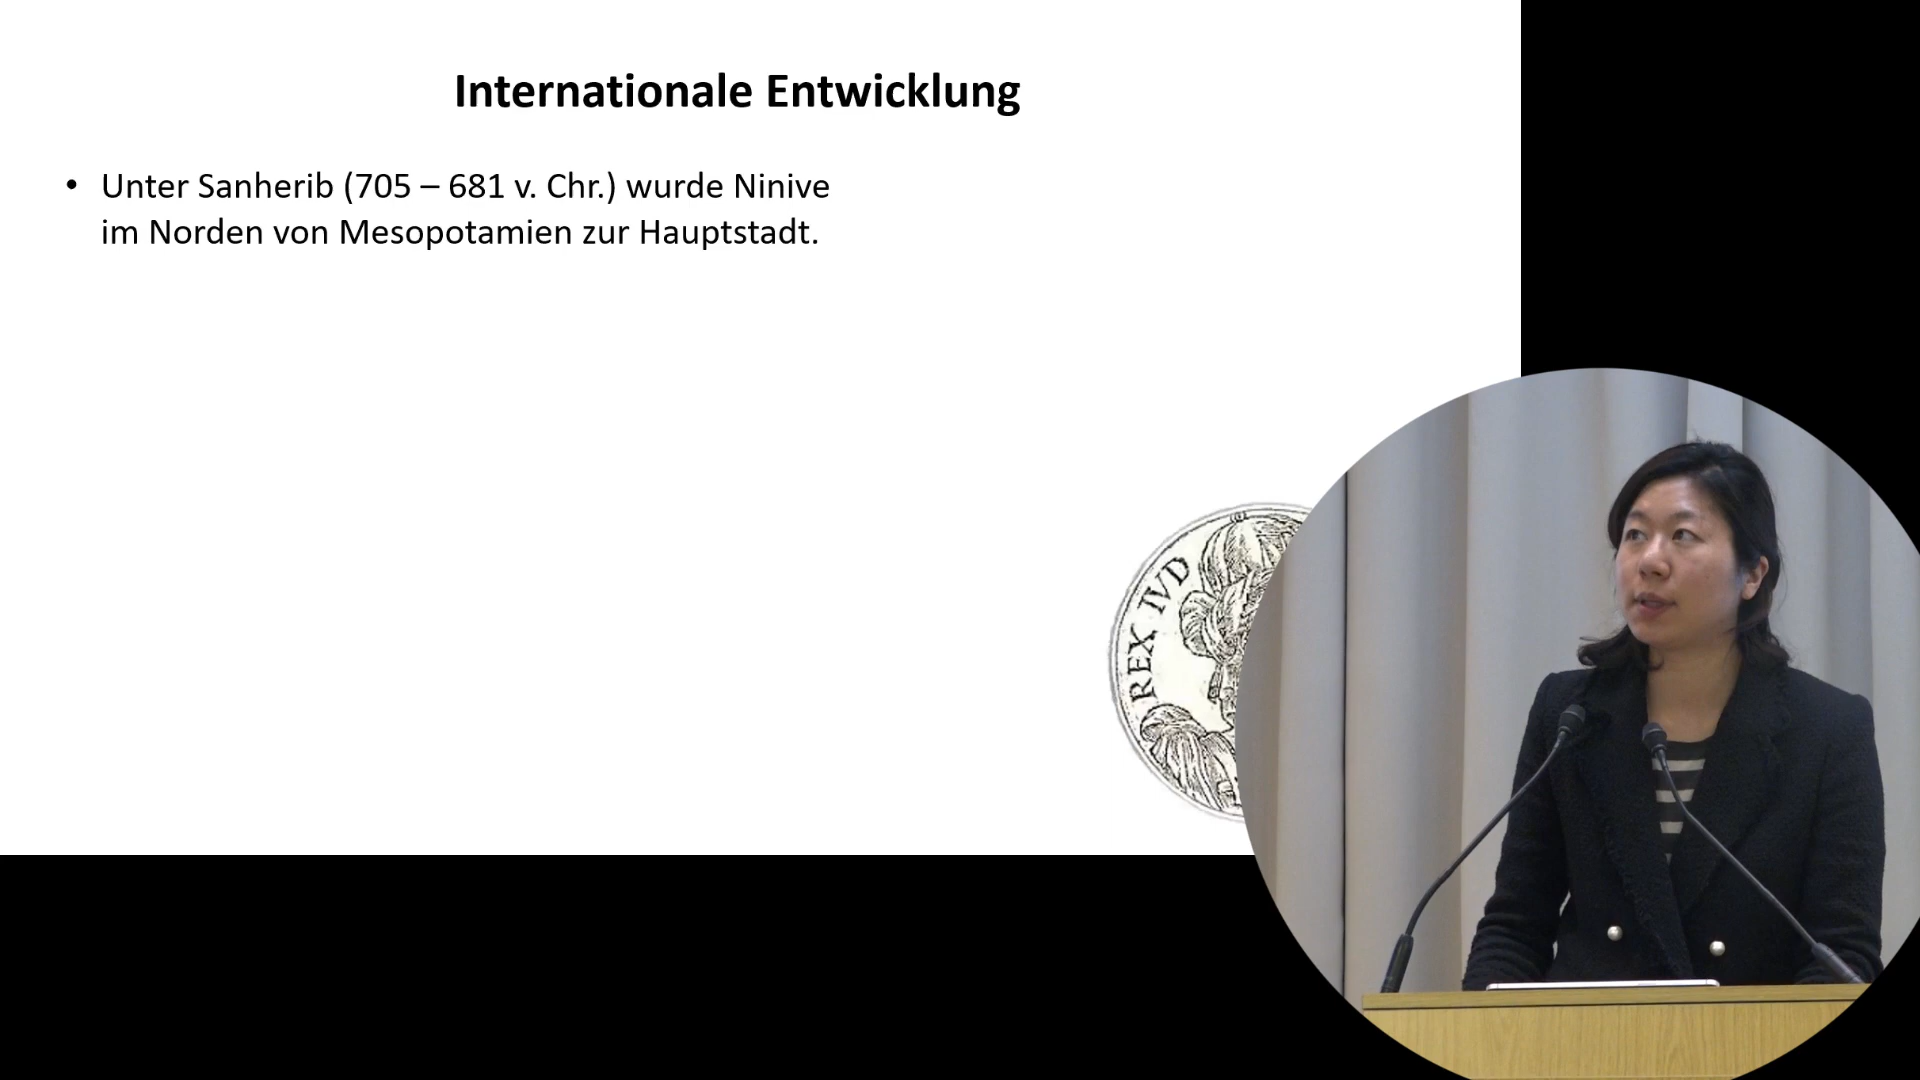 Internationale Entwicklung
• Unter Sanherib (705 – 681 v. Chr.) wurde Ninive
im Norden von Mesopotamien zur Hauptstadt.
REX IVD